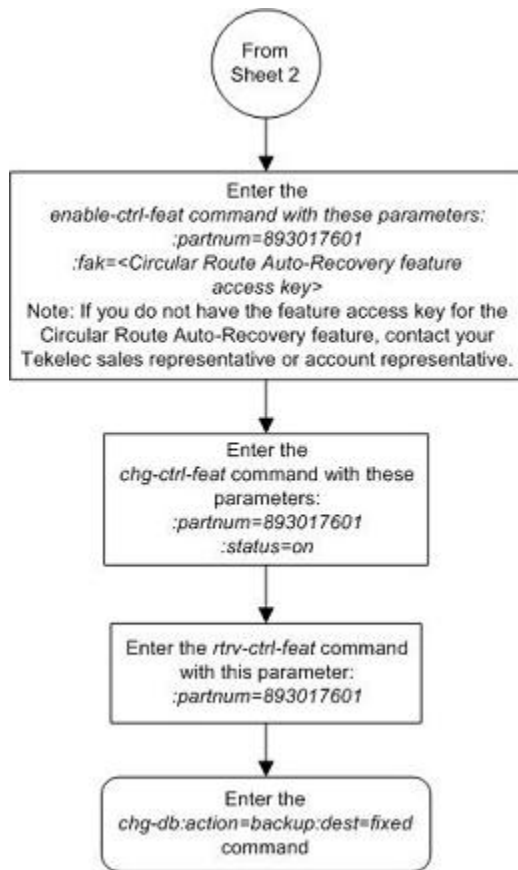 From
Sheet 2
Enter the
enable-ctrl-feat command with these parameters:
:partnum=893017601
:fak=<Circular Route Auto-Recovery feature
access key>
Note: If you do not have the feature access key for the
Circular Route Auto-Recovery feature, contact your
Tekelec sales representative or account representative.
Enter the
chg-ctrl-feat command with these
parameters:
:partnum=893017601
:status=on
Enter the rtrv-ctrl-feat command
with this parameter:
:partnum=893017601
Enter the
chg-db:action=backup:dest=fixed
command